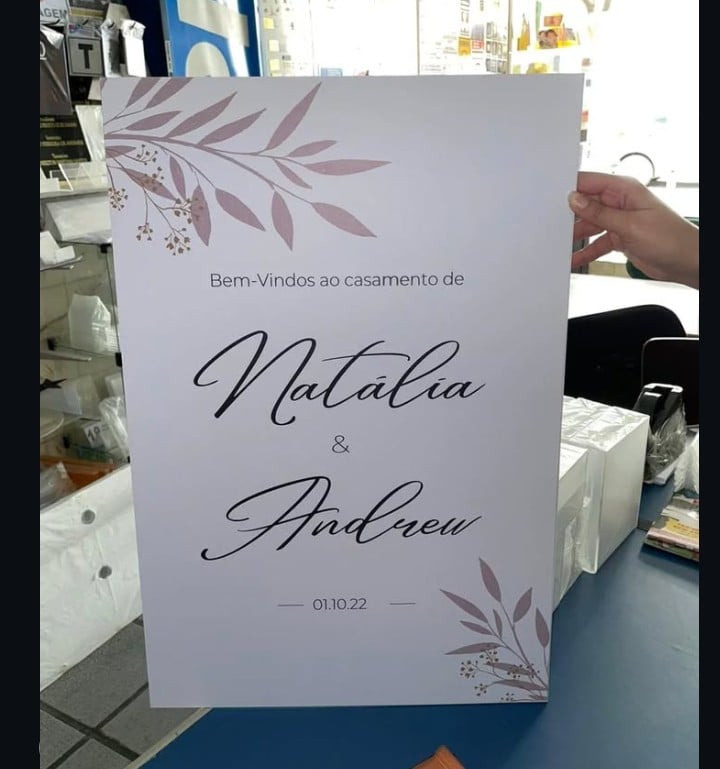 Bem-Vindos ao casamento de
Natália
&
Andrew
01.10.22